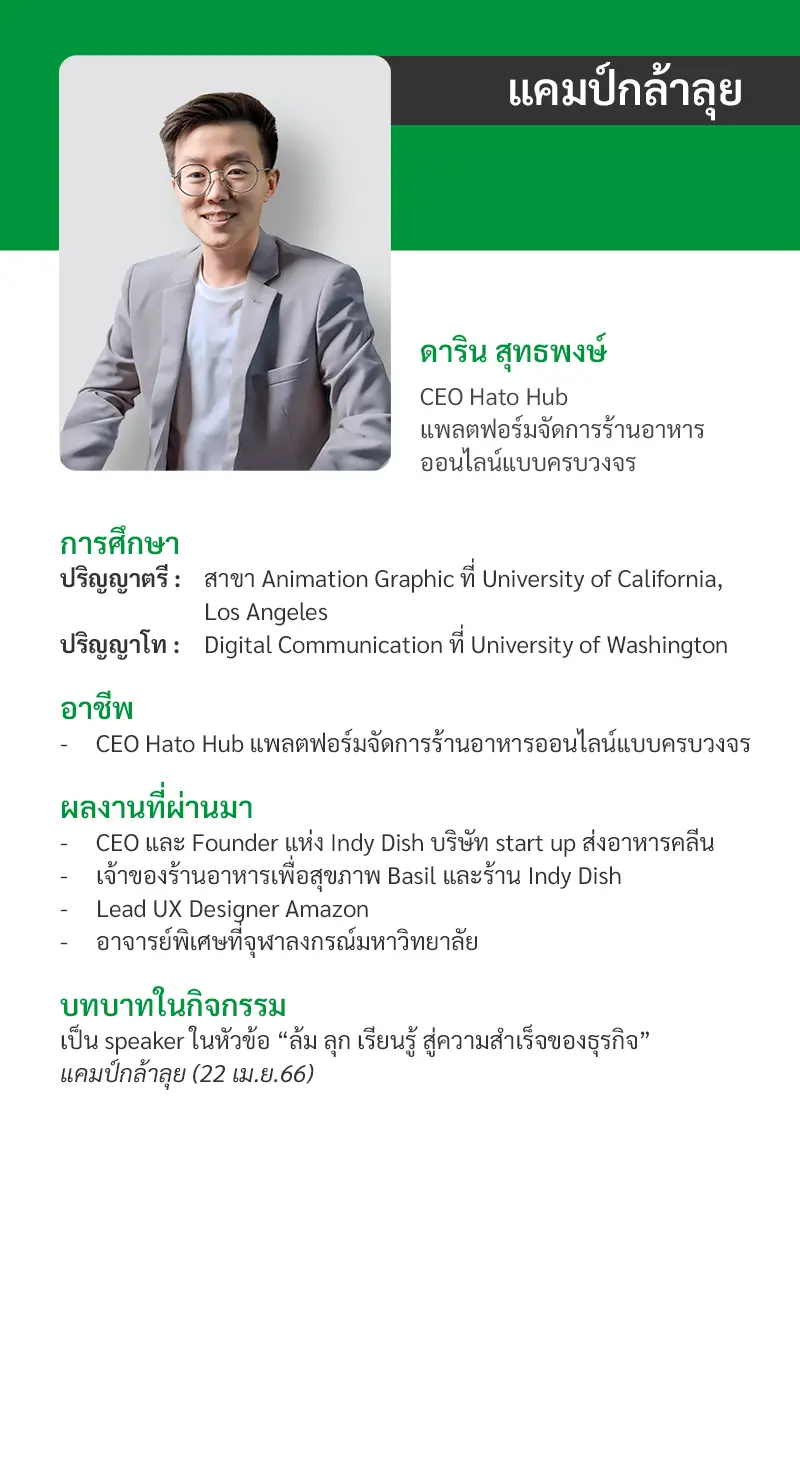 แคมป์กล้าลุย
ดาริน สุทธพงษ์
CEO Hato Hub
แพลตฟอร์มจัดการร้านอาหาร
ออนไลน์แบบครบวงจร
การศึกษา
ปริญญาตรี : สาขา Animation Graphic ที่ University of California,
Los Angeles
ปริญญาโท : Digital Communication ที่ University of Washington
อาชีพ
- CEO Hato Hub แพลตฟอร์มจัดการร้านอาหารออนไลน์แบบครบวงจร
ผลงานที่ผ่านมา
- CEO และ Founder แห่ง Indy Dish บริษัท start up ส่งอาหารคลีน
- เจ้าของร้านอาหารเพื่อสุขภาพ Basil และร้าน Indy Dish
- Lead UX Designer Amazon
- อาจารย์พิเศษที่จุฬาลงกรณ์มหาวิทยาลัย
บทบาทในกิจกรรม
เป็น speaker ในหัวข้อ “ล้ม ลุก เรียนรู้ สู่ความสำเร็จของธุรกิจ”
แคมป์กล้าลุย (22 เม.ย.66)